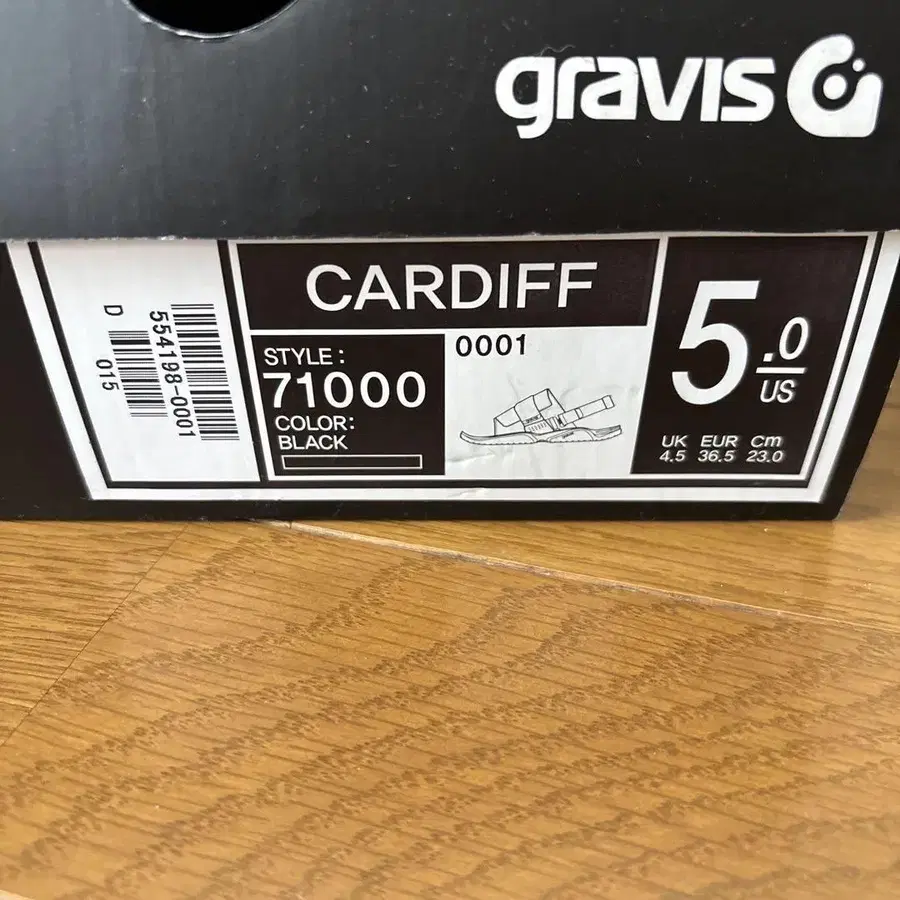 gravis
CARDIFF
STYLE:
71000
COLOR:
BLACK
0001
5.0
US
UK EUR Cm
4.5 36.5 23.0
554198-0001
D 015